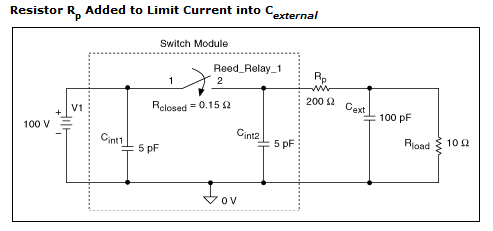 Resistor Rp Added to Limit Current into Cexternal
Switch Module
Reed_Relay_1
1
2
Rp
V1
Rclosed = 0.15 Ω
200 Ω
Cext
+
100 V
−
100 pF
Cint1
5 pF
Cint2
5 pF
Rload
10 Ω
0 V